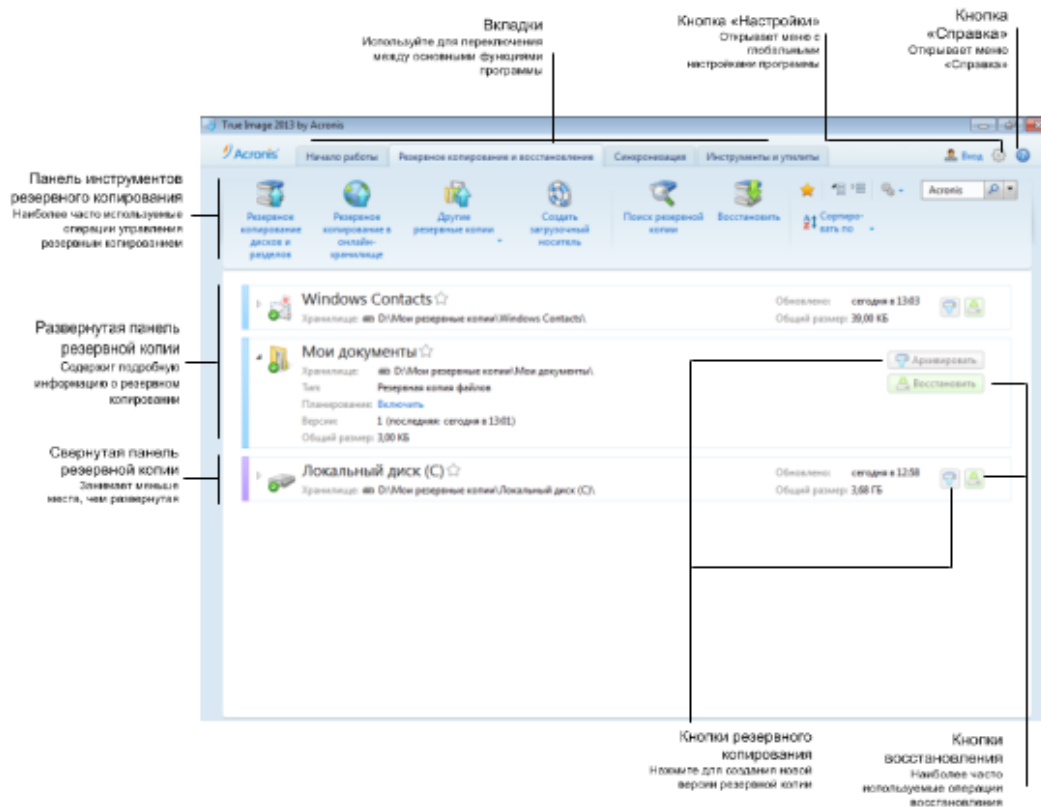 Вкладки
Используйте для переключения
между основными функциями
программы
Кнопка «Настройки»
Открывает меню с
глобальными
настройками программы
Кнопка
«Справка»
Открывает меню
«Справка»
True Image 2013 by Acronis
Acronis
Начало работы
Резервное копирование и восстановление
Синхронизация
Инструменты и утилиты
Вход
Панель инструментов
резервного копирования
Наиболее часто используемые
операции управления
резервным копированием
Резервное
копирование
дисков и
разделов
Резервное
копирование в
онлайн-
хранилище
Другие
резервные копии
Создать
загрузочный
носитель
Поиск резервной
копии
Восстановить
Сортиро-
вать по
Acronis
Развернутая панель
резервной копии
Содержит подробную
информацию о резервном
копировании
Windows Contacts
Хранилище: D:\Мои резервные копии\Windows Contacts\
Обновлено: сегодня в 13:03
Общий размер: 39,00 КБ
Мои документы
Хранилище: D:\Мои резервные копии\Мои документы\
Тип: Резервная копия файлов
Планирование: Включить
Версии: 1 (последняя: сегодня в 13:01)
Общий размер: 3,00 КБ
Архивировать
Восстановить
Свернутая панель
резервной копии
Занимает меньше
места, чем развернутая
Локальный диск (C)
Хранилище: D:\Мои резервные копии\Локальный диск (C)\
Обновлено: сегодня в 12:58
Общий размер: 3,68 ГБ
Кнопки резервного
копирования
Нажмите для создания новой
версии резервной копии
Кнопки
восстановления
Наиболее часто
используемые операции
восстановления